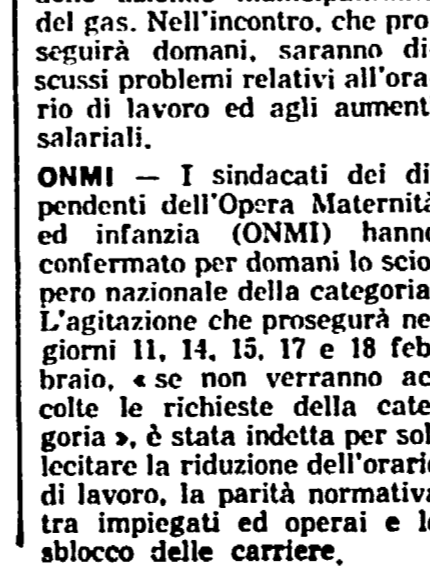 del gas. Nell'incontro, che pro
seguirà domani, saranno di
scussi problemi relativi all'ora
rio di lavoro ed agli aument
salariali.
ONMI — I sindacati dei di
pendenti dell'Opera Maternità
ed infanzia (ONMI) hanno
confermato per domani lo scio
pero nazionale della categoria
L'agitazione che prosegurà ne
giorni 11, 14, 15, 17 e 18 feb
braio, « se non verranno ac
colte le richieste della cate
goria », è stata indetta per sol
lecitare la riduzione dell'orario
di lavoro, la parità normativa
tra impiegati ed operai e lo
sblocco delle carriere.